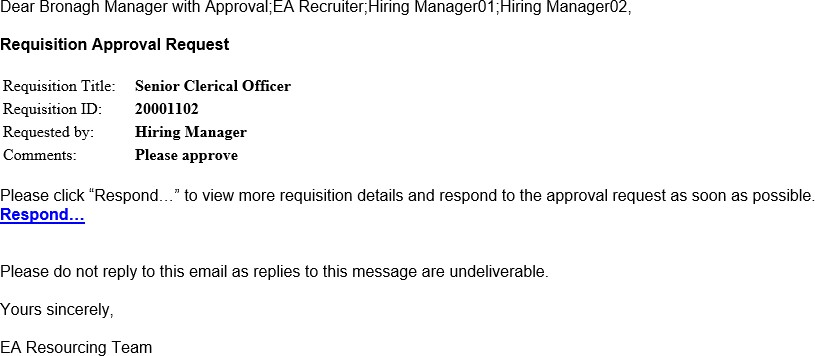 Dear Bronagh Manager with Approval;EA Recruiter;Hiring Manager01;Hiring Manager02,
Requisition Approval Request
Requisition Title: Senior Clerical Officer
Requisition ID: 20001102
Requested by: Hiring Manager
Comments: Please approve
Please click “Respond…” to view more requisition details and respond to the approval request as soon as possible.
Respond…
Please do not reply to this email as replies to this message are undeliverable.
Yours sincerely,
EA Resourcing Team